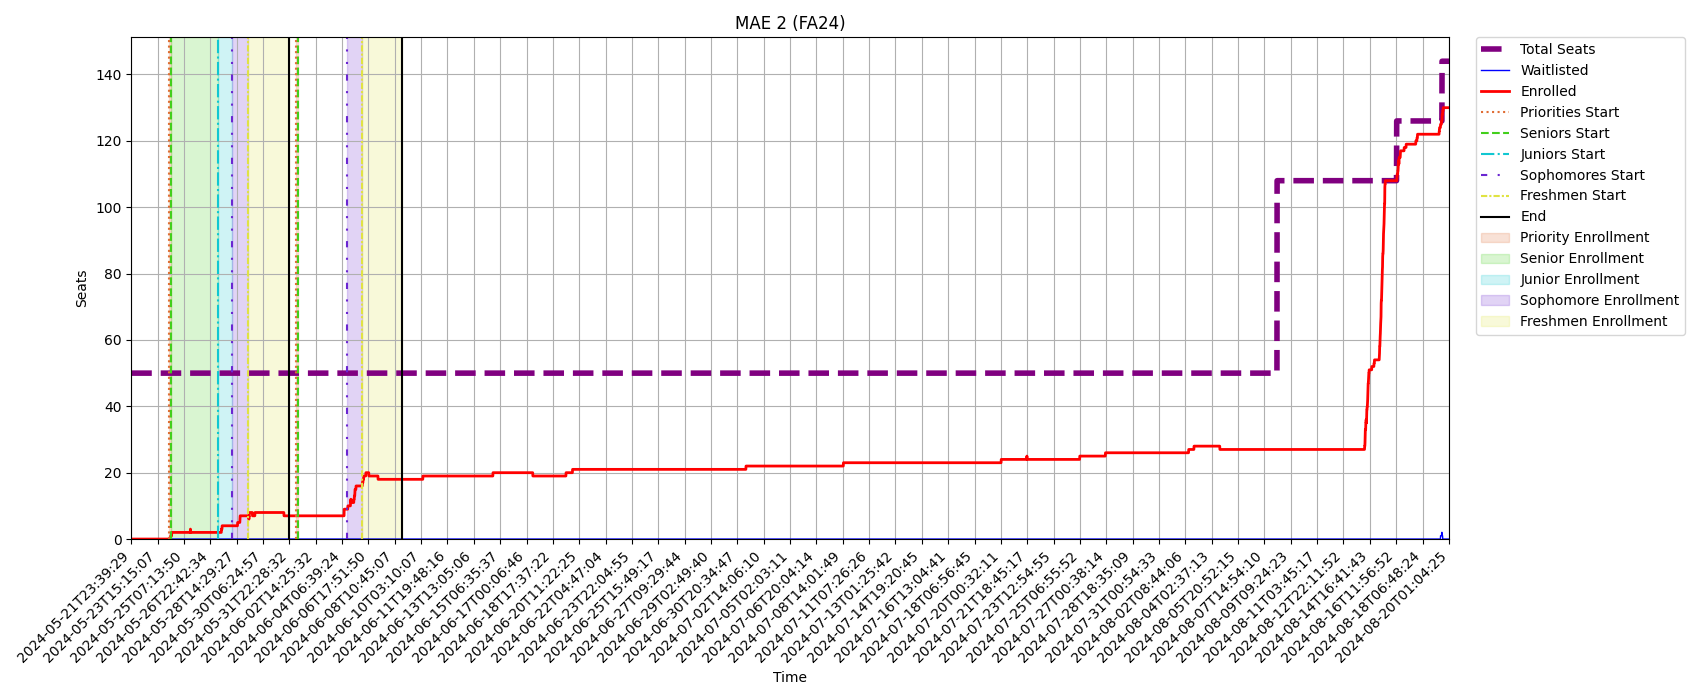 MAE 2 (FA24)
Seats
140
120
100
80
60
40
20
0
Total Seats
Waitlisted
Enrolled
Priorities Start
Seniors Start
Juniors Start
Sophomores Start
Freshmen Start
End
Priority Enrollment
Senior Enrollment
Junior Enrollment
Sophomore Enrollment
Freshmen Enrollment
2024-05-21T23:39:29
2024-05-23T15:15:07
2024-05-25T07:13:50
2024-05-26T22:42:34
2024-05-28T14:29:27
2024-05-30T06:24:57
2024-05-31T22:28:32
2024-06-02T14:25:32
2024-06-04T06:39:24
2024-06-06T17:51:50
2024-06-08T10:45:07
2024-06-10T03:10:07
2024-06-11T19:48:16
2024-06-13T13:05:06
2024-06-15T06:35:37
2024-06-17T00:06:46
2024-06-18T17:37:22
2024-06-20T11:22:25
2024-06-22T04:47:04
2024-06-23T22:04:55
2024-06-25T15:49:17
2024-06-27T09:29:44
2024-06-29T02:49:40
2024-06-30T20:34:47
2024-07-02T14:06:10
2024-07-05T02:03:11
2024-07-06T20:04:14
2024-07-08T14:01:49
2024-07-11T07:26:26
2024-07-13T01:25:42
2024-07-14T19:20:45
2024-07-16T13:04:41
2024-07-18T06:56:45
2024-07-20T00:32:11
2024-07-21T18:45:17
2024-07-23T12:54:55
2024-07-25T06:55:52
2024-07-27T00:38:14
2024-07-28T18:35:09
2024-07-31T00:54:33
2024-08-02T08:44:06
2024-08-04T02:37:13
2024-08-05T20:52:15
2024-08-07T14:54:10
2024-08-09T09:24:23
2024-08-11T03:45:17
2024-08-12T22:11:52
2024-08-14T16:41:43
2024-08-16T11:56:52
2024-08-18T06:48:24
2024-08-20T01:04:25
Time